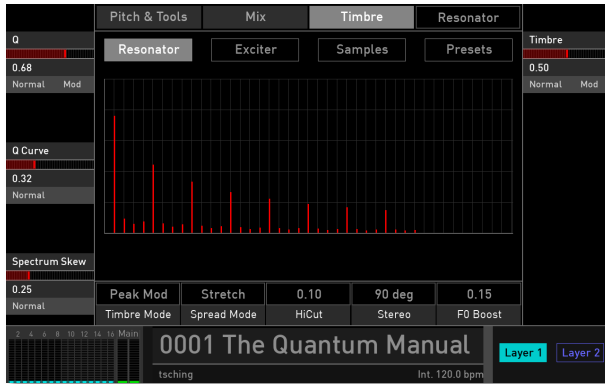 Pitch & Tools Mix Timbre Resonator
Resonator Exciter Samples Presets
Q
0.68
Normal Mod
Q Curve
0.32
Normal
Spectrum Skew
0.25
Normal
Timbre
0.50
Normal Mod
Peak Mod Stretch 0.10 90 deg 0.15
Timbre Mode Spread Mode HiCut Stereo F0 Boost
2 4 6 8 10 12 14 16 Main
0001 The Quantum Manual
tsching Int. 120.0 bpm
Layer 1 Layer 2